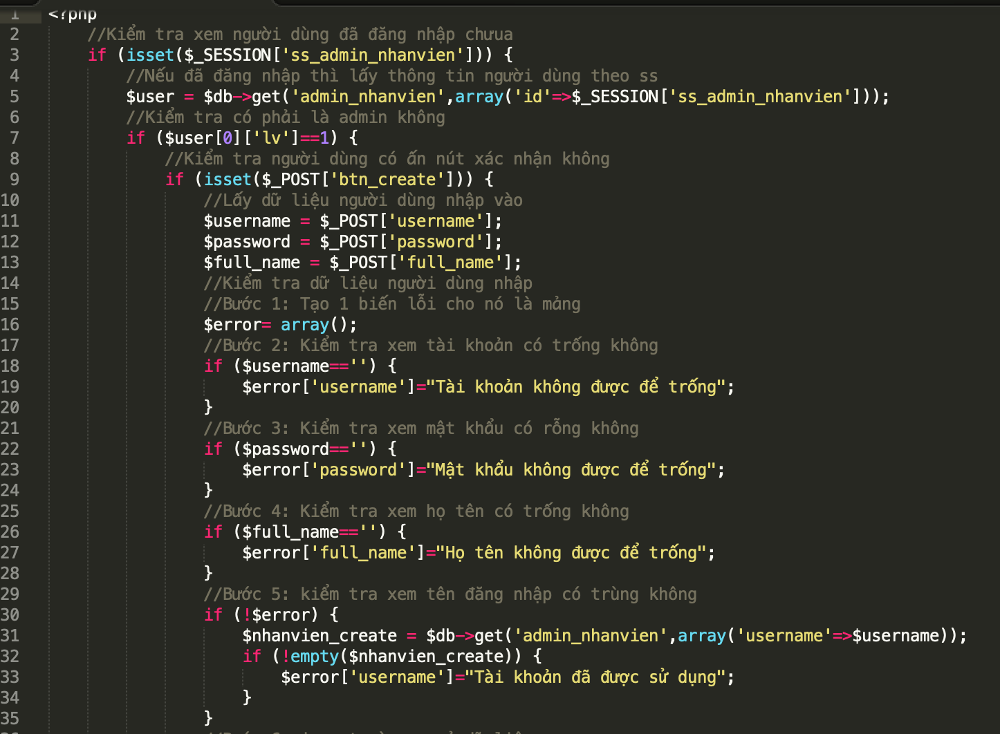 1 <?php
2 //Kiểm tra xem người dùng đã đăng nhập chưua
3 if (isset($_SESSION['ss_admin_nhanvien'])) {
4 //Nếu đã đăng nhập thì lấy thông tin người dùng theo ss
5 $user = $db->get('admin_nhanvien',array('id'=>$_SESSION['ss_admin_nhanvien']));
6 //Kiểm tra có phải là admin không
7 if ($user[0]['lv']==1) {
8 //Kiểm tra người dùng có ấn nút xác nhận không
9 if (isset($_POST['btn_create'])) {
10 //Lấy dữ liệu người dùng nhập vào
11 $username = $_POST['username'];
12 $password = $_POST['password'];
13 $full_name = $_POST['full_name'];
14 //Kiểm tra dữ liệu người dùng nhập
15 //Bước 1: Tạo 1 biến lỗi cho nó là mảng
16 $error= array();
17 //Bước 2: Kiểm tra xem tài khoản có trống không
18 if ($username=='') {
19 $error['username']="Tài khoản không được để trống";
20 }
21 //Bước 3: Kiểm tra xem mật khẩu có rỗng không
22 if ($password=='') {
23 $error['password']="Mật khẩu không được để trống";
24 }
25 //Bước 4: Kiểm tra xem họ tên có trống không
26 if ($full_name=='') {
27 $error['full_name']="Họ tên không được để trống";
28 }
29 //Bước 5: kiểm tra xem tên đăng nhập có trùng không
30 if (!$error) {
31 $nhanvien_create = $db->get('admin_nhanvien',array('username'=>$username));
32 if (!empty($nhanvien_create)) {
33 $error['username']="Tài khoản đã được sử dụng";
34 }
35 }